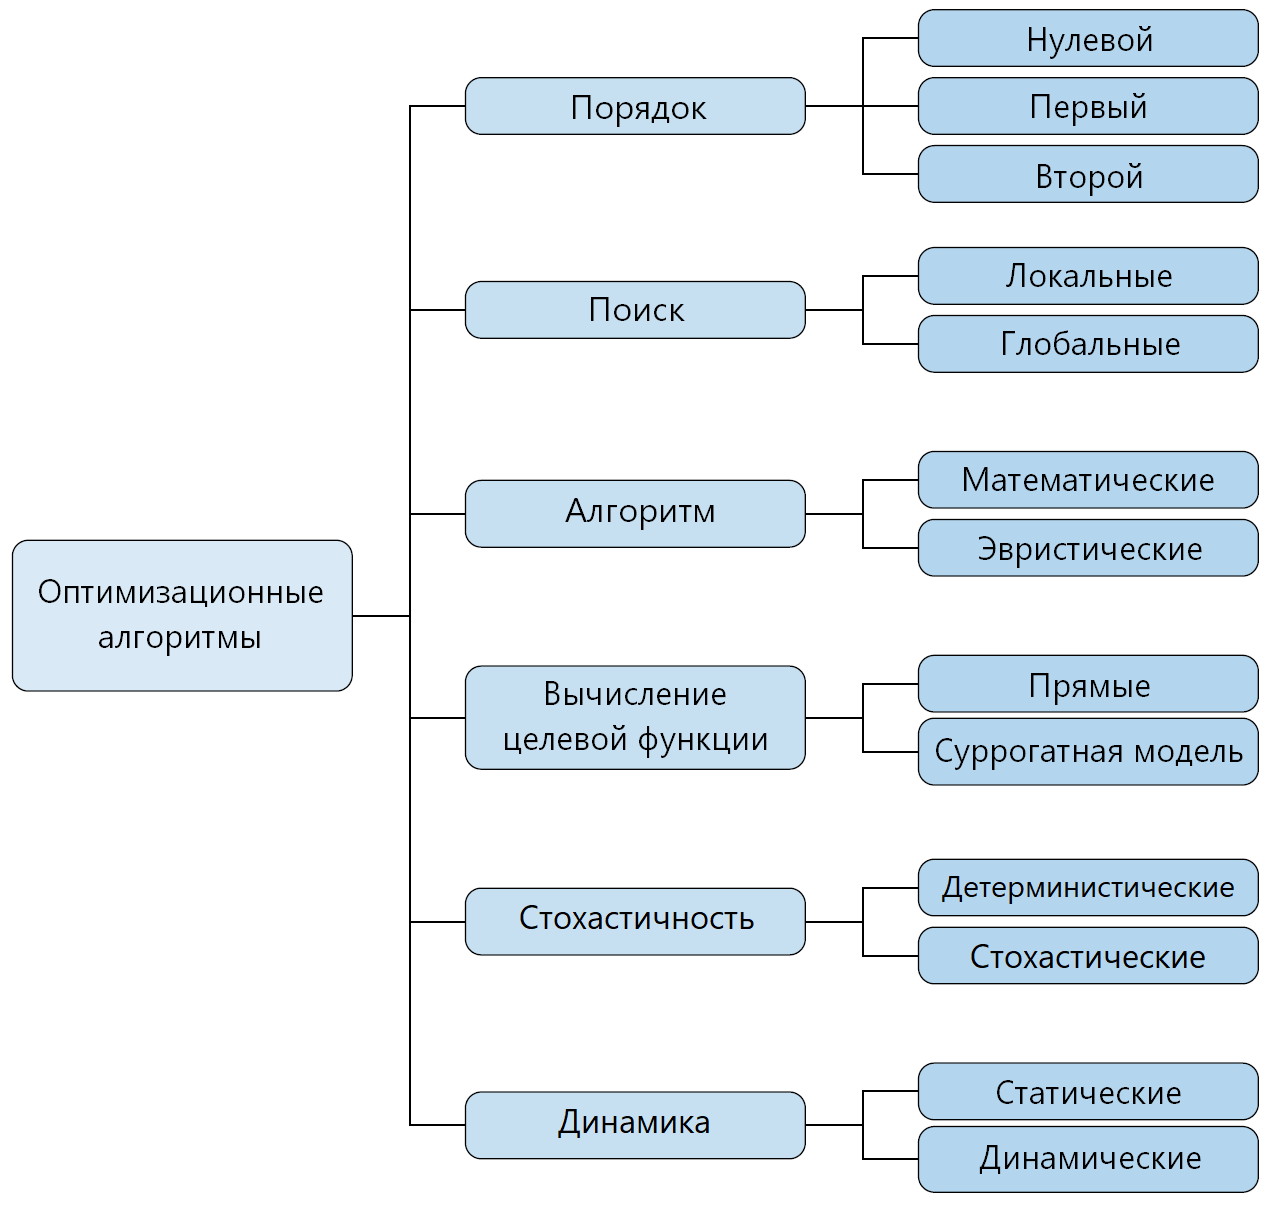 Оптимизационные
алгоритмы
Порядок
Нулевой
Первый
Второй
Поиск
Локальные
Глобальные
Алгоритм
Математические
Эвристические
Вычисление
целевой функции
Прямые
Суррогатная модель
Стохастичность
Детерминистические
Стохастические
Динамика
Статические
Динамические